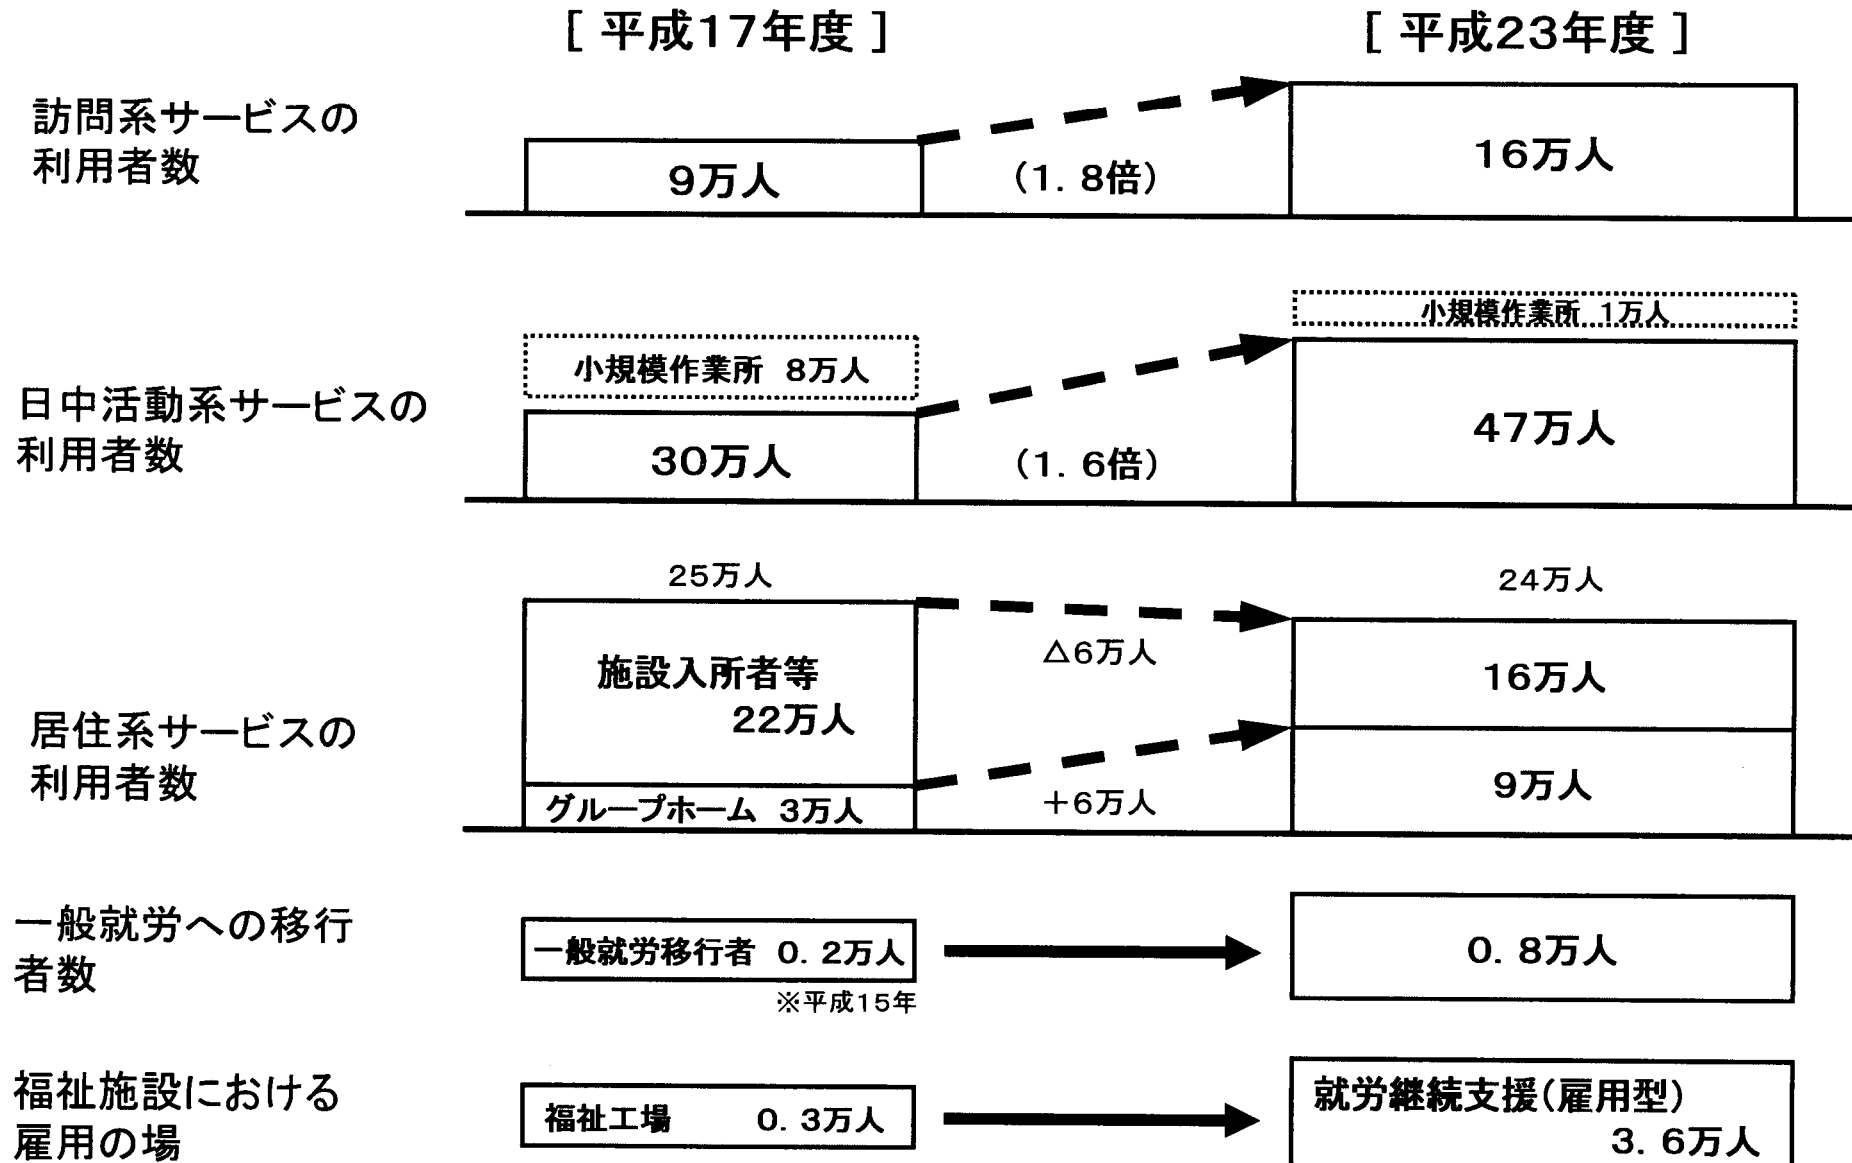 [ 平成17年度 ]
[ 平成23年度 ]
訪問系サービスの
利用者数
9万人
(1. 8倍)
16万人
小規模作業所 8万人
小規模作業所 1万人
日中活動系サービスの
利用者数
30万人
(1. 6倍)
47万人
25万人
24万人
居住系サービスの
利用者数
施設入所者等
22万人
△6万人
16万人
グループホーム 3万人
+6万人
9万人
一般就労への移行
者数
一般就労移行者 0. 2万人
※平成15年
0. 8万人
福祉施設における
雇用の場
福祉工場 0. 3万人
就労継続支援(雇用型)
3. 6万人